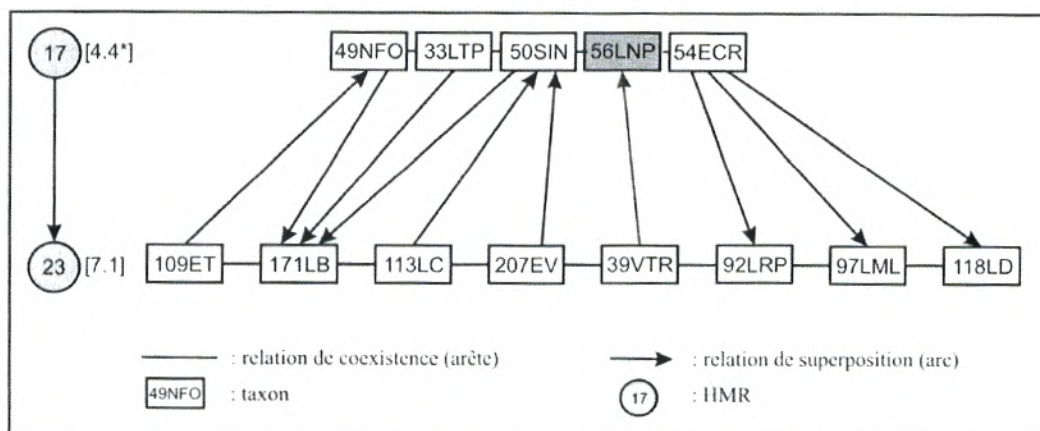 17 [4.4*] 49NFO 33LTP 50SIN 56LNP 54ECR
23 [7.1] 109ET 171LB 113LC 207EV 39VTR 92LRP 97LML 118LD
: relation de coexistence (arête) : relation de superposition (arc)
49NFO : taxon 17 : HMR